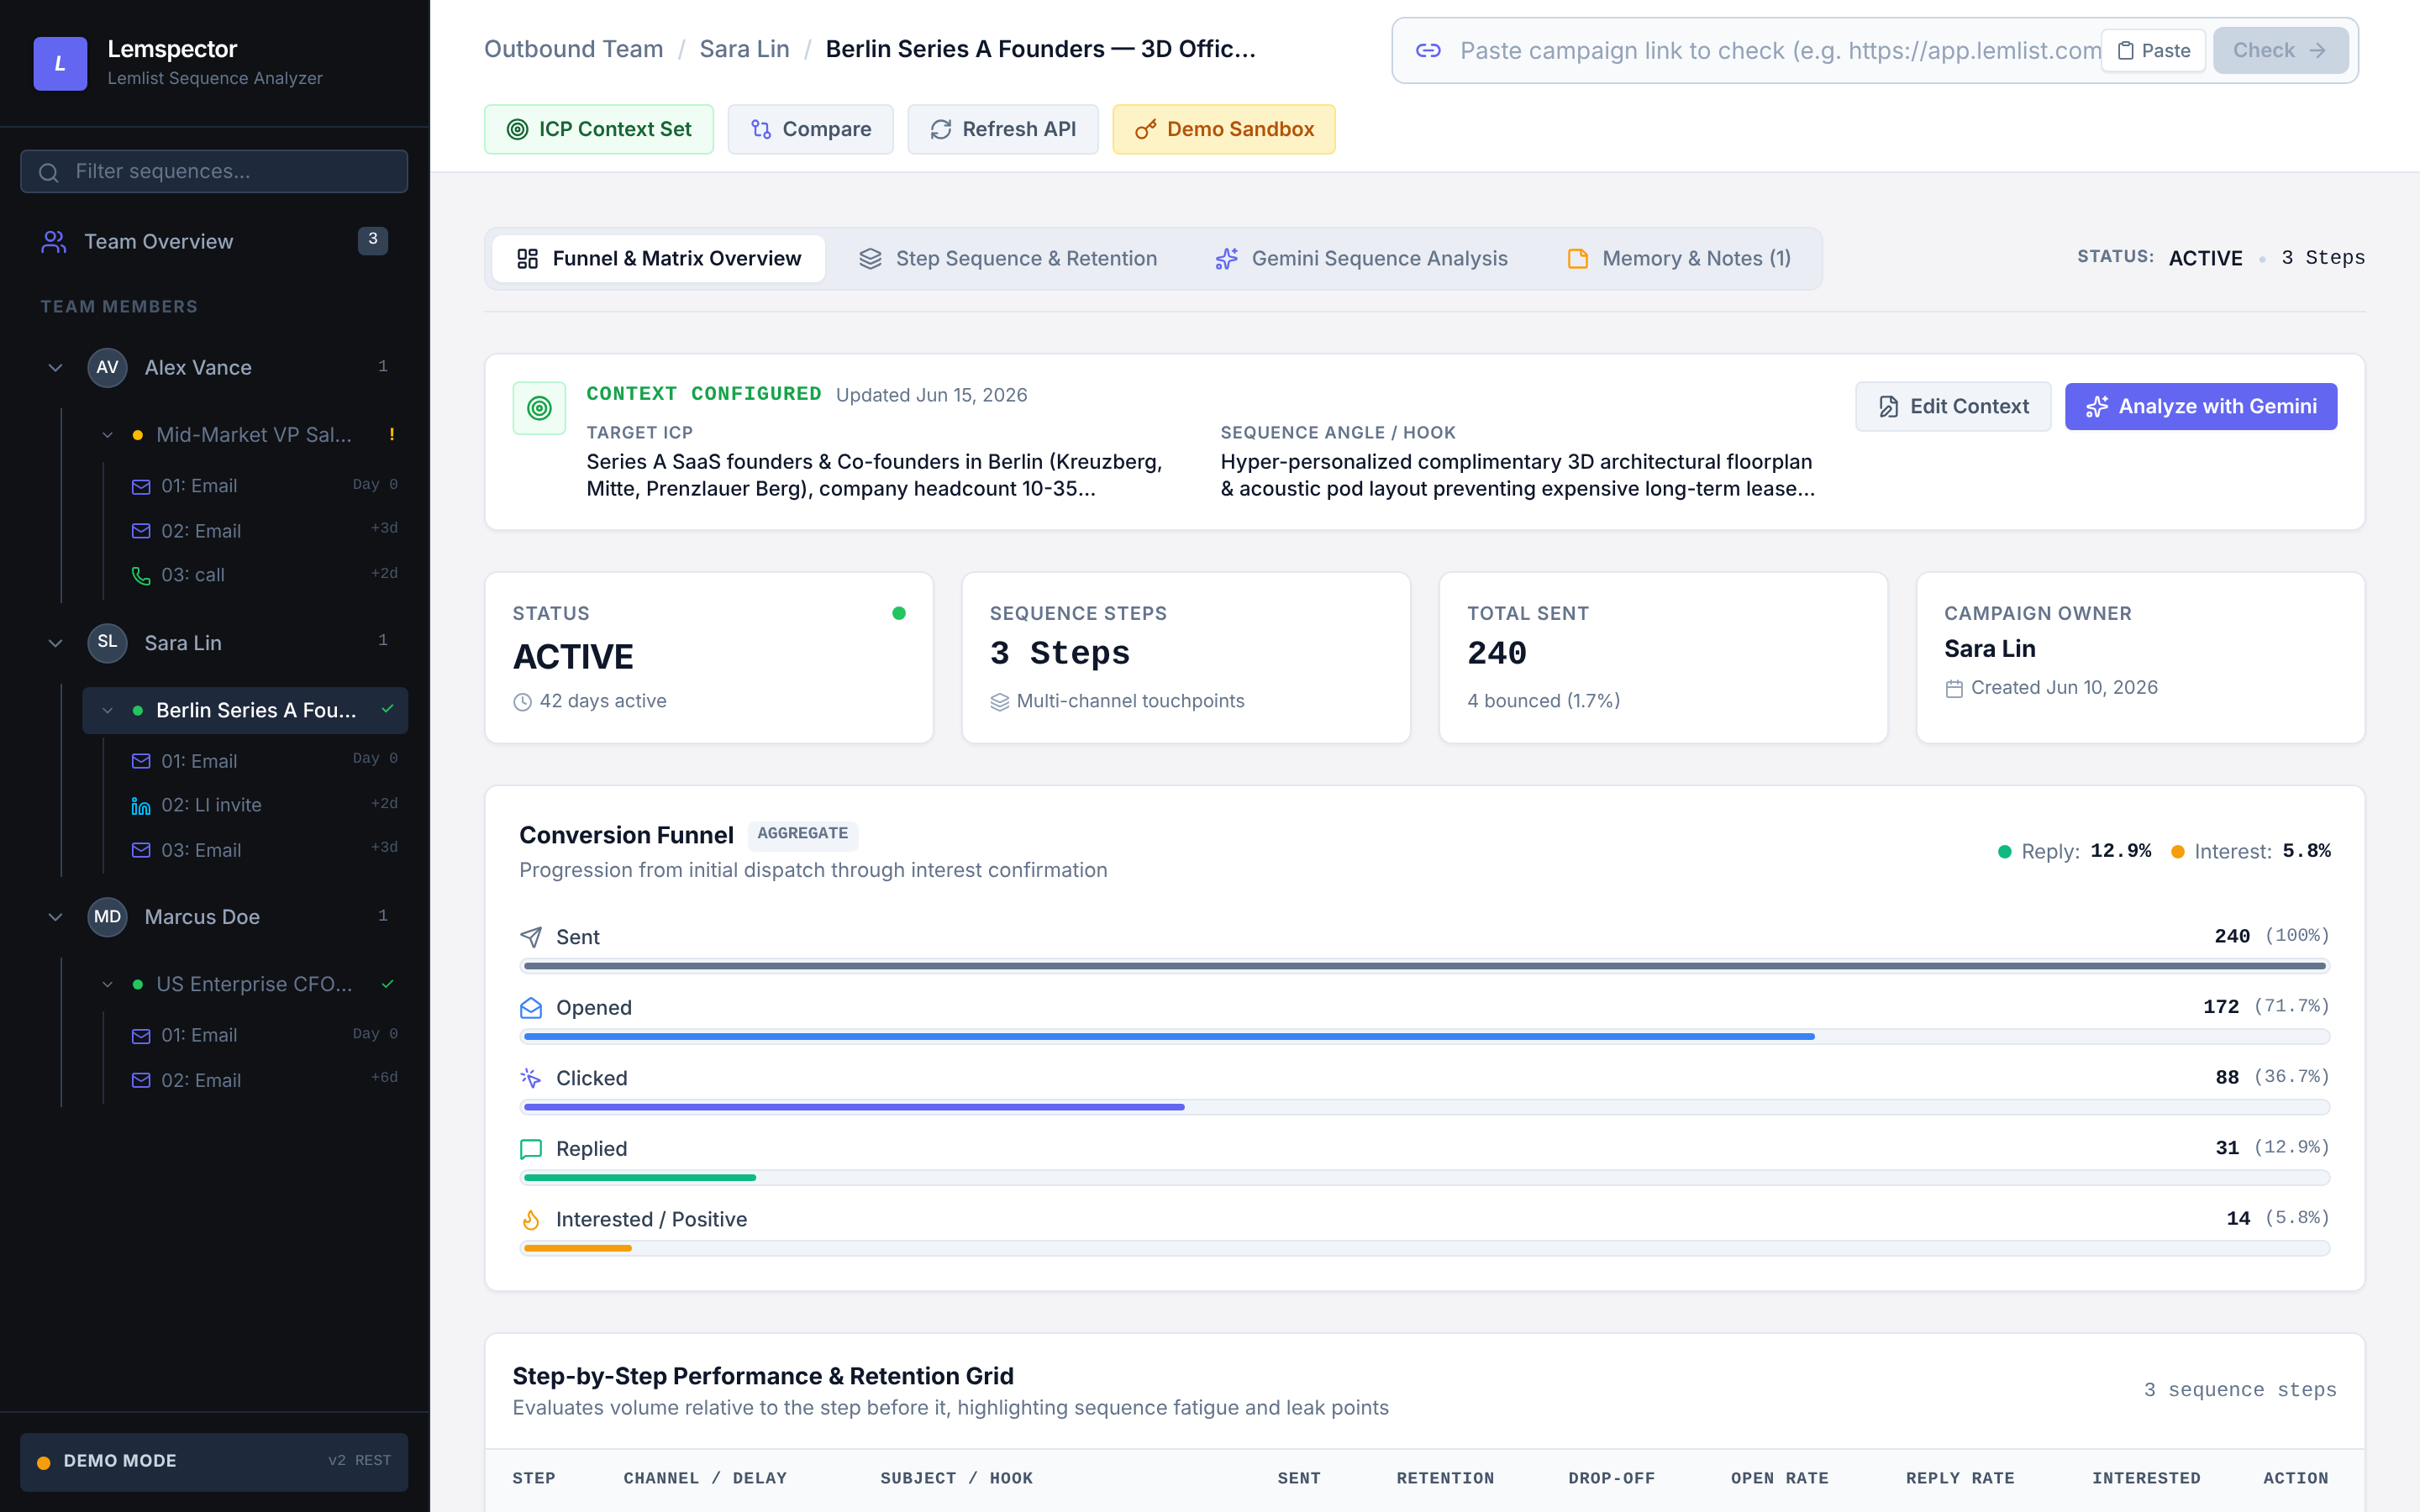 L
Lemspector
Lemlist Sequence Analyzer
Filter sequences...
Team Overview 3
TEAM MEMBERS
AV Alex Vance 1
Mid-Market VP Sal... !
01: Email Day 0
02: Email +3d
03: call +2d
SL Sara Lin 1
Berlin Series A Fou...
01: Email Day 0
02: LI invite +2d
03: Email +3d
MD Marcus Doe 1
US Enterprise CFO...
01: Email Day 0
02: Email +6d
DEMO MODE v2 REST
Outbound Team / Sara Lin / Berlin Series A Founders — 3D Offic...
Paste campaign link to check (e.g. https://app.lemlist.com Paste Check
ICP Context Set Compare Refresh API Demo Sandbox
Funnel & Matrix Overview Step Sequence & Retention Gemini Sequence Analysis Memory & Notes (1) STATUS: ACTIVE • 3 Steps
CONTEXT CONFIGURED Updated Jun 15, 2026 Edit Context Analyze with Gemini
TARGET ICP
Series A SaaS founders & Co-founders in Berlin (Kreuzberg,
Mitte, Prenzlauer Berg), company headcount 10-35...
SEQUENCE ANGLE / HOOK
Hyper-personalized complimentary 3D architectural floorplan
& acoustic pod layout preventing expensive long-term lease...
STATUS
ACTIVE
42 days active
SEQUENCE STEPS
3 Steps
Multi-channel touchpoints
TOTAL SENT
240
4 bounced (1.7%)
CAMPAIGN OWNER
Sara Lin
Created Jun 10, 2026
Conversion Funnel AGGREGATE
Progression from initial dispatch through interest confirmation
Reply: 12.9% Interest: 5.8%
Sent 240 (100%)
Opened 172 (71.7%)
Clicked 88 (36.7%)
Replied 31 (12.9%)
Interested / Positive 14 (5.8%)
Step-by-Step Performance & Retention Grid
Evaluates volume relative to the step before it, highlighting sequence fatigue and leak points
3 sequence steps
STEP CHANNEL / DELAY SUBJECT / HOOK SENT RETENTION DROP-OFF OPEN RATE REPLY RATE INTERESTED ACTION